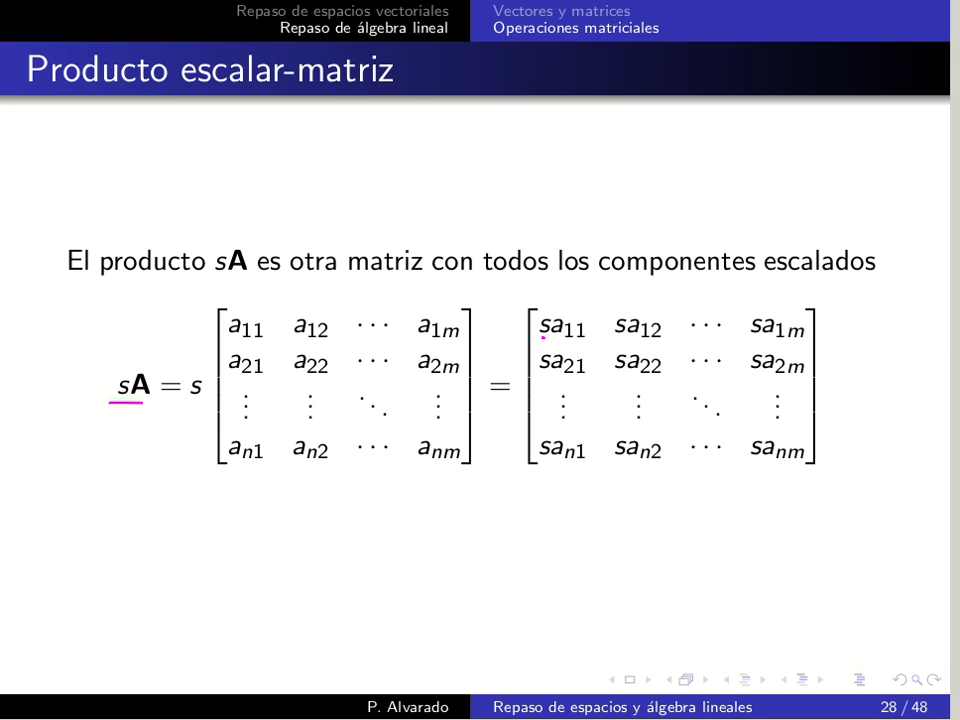 Repaso de espacios vectoriales
Repaso de álgebra lineal
Vectores y matrices
Operaciones matriciales
Producto escalar-matriz
El producto sA es otra matriz con todos los componentes escalados
sA = s [a11 a12 ⋯ a1m
a21 a22 ⋯ a2m
⋮ ⋮ ⋱ ⋮
an1 an2 ⋯ anm] = [sa11 sa12 ⋯ sa1m
sa21 sa22 ⋯ sa2m
⋮ ⋮ ⋱ ⋮
san1 san2 ⋯ sanm]
P. Alvarado
Repaso de espacios y álgebra lineales
28 / 48